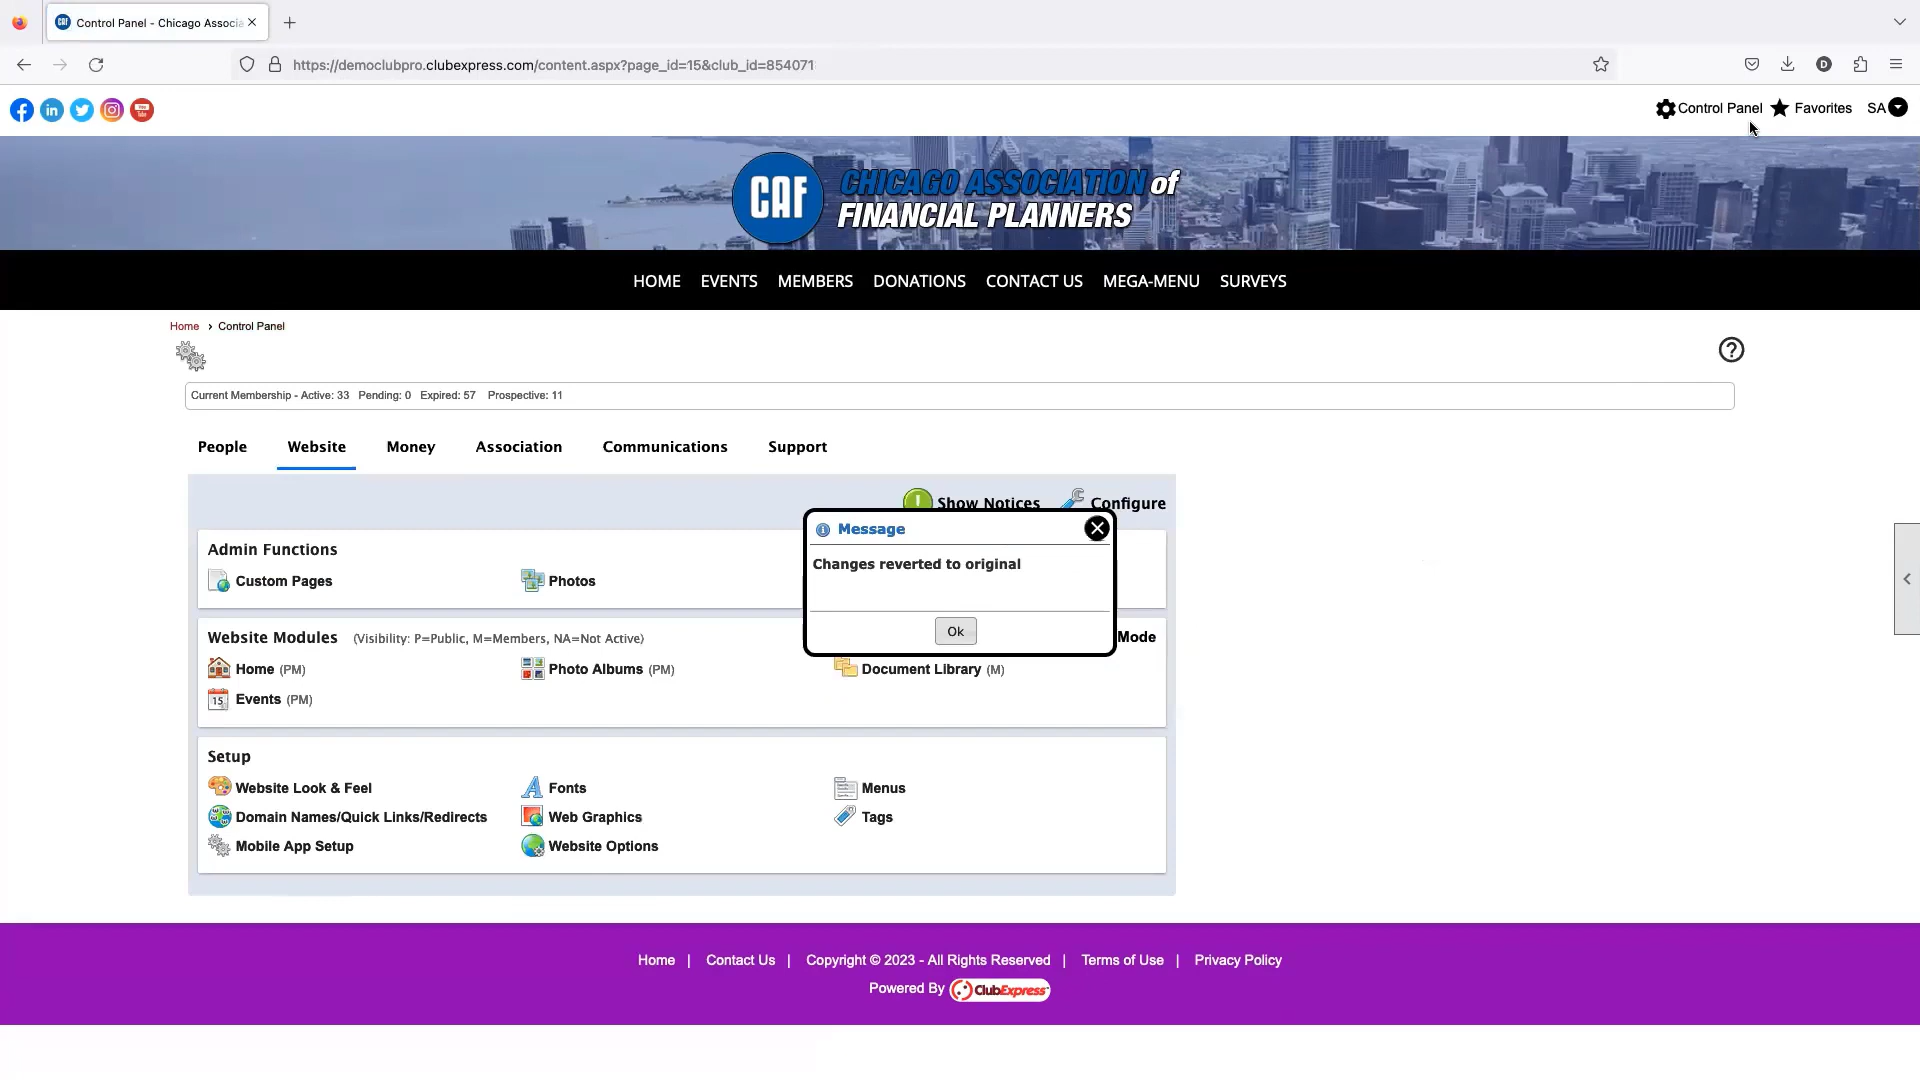 Control Panel - Chicago Associa
https://democlubpro.clubexpress.com/content.aspx?page_id=15&club_id=854071
Control Panel Favorites SA
CAF CHICAGO ASSOCIATION of
FINANCIAL PLANNERS
HOME EVENTS MEMBERS DONATIONS CONTACT US MEGA-MENU SURVEYS
Home › Control Panel
Current Membership - Active: 33 Pending: 0 Expired: 57 Prospective: 11
People Website Money Association Communications Support
Show Notices Configure
Message
Changes reverted to original
Ok
Admin Functions
Custom Pages Photos
Website Modules (Visibility: P=Public, M=Members, NA=Not Active) Mode
Home (PM) Photo Albums (PM) Document Library (M)
Events (PM)
Setup
Website Look & Feel Fonts Menus
Domain Names/Quick Links/Redirects Web Graphics Tags
Mobile App Setup Website Options
Home | Contact Us | Copyright © 2023 - All Rights Reserved | Terms of Use | Privacy Policy
Powered By ClubExpress